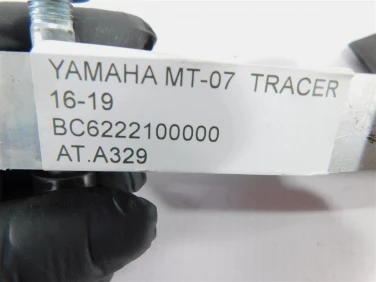 YAMAHA MT-07 TRACER
16-19
BC6222100000
AT.A329